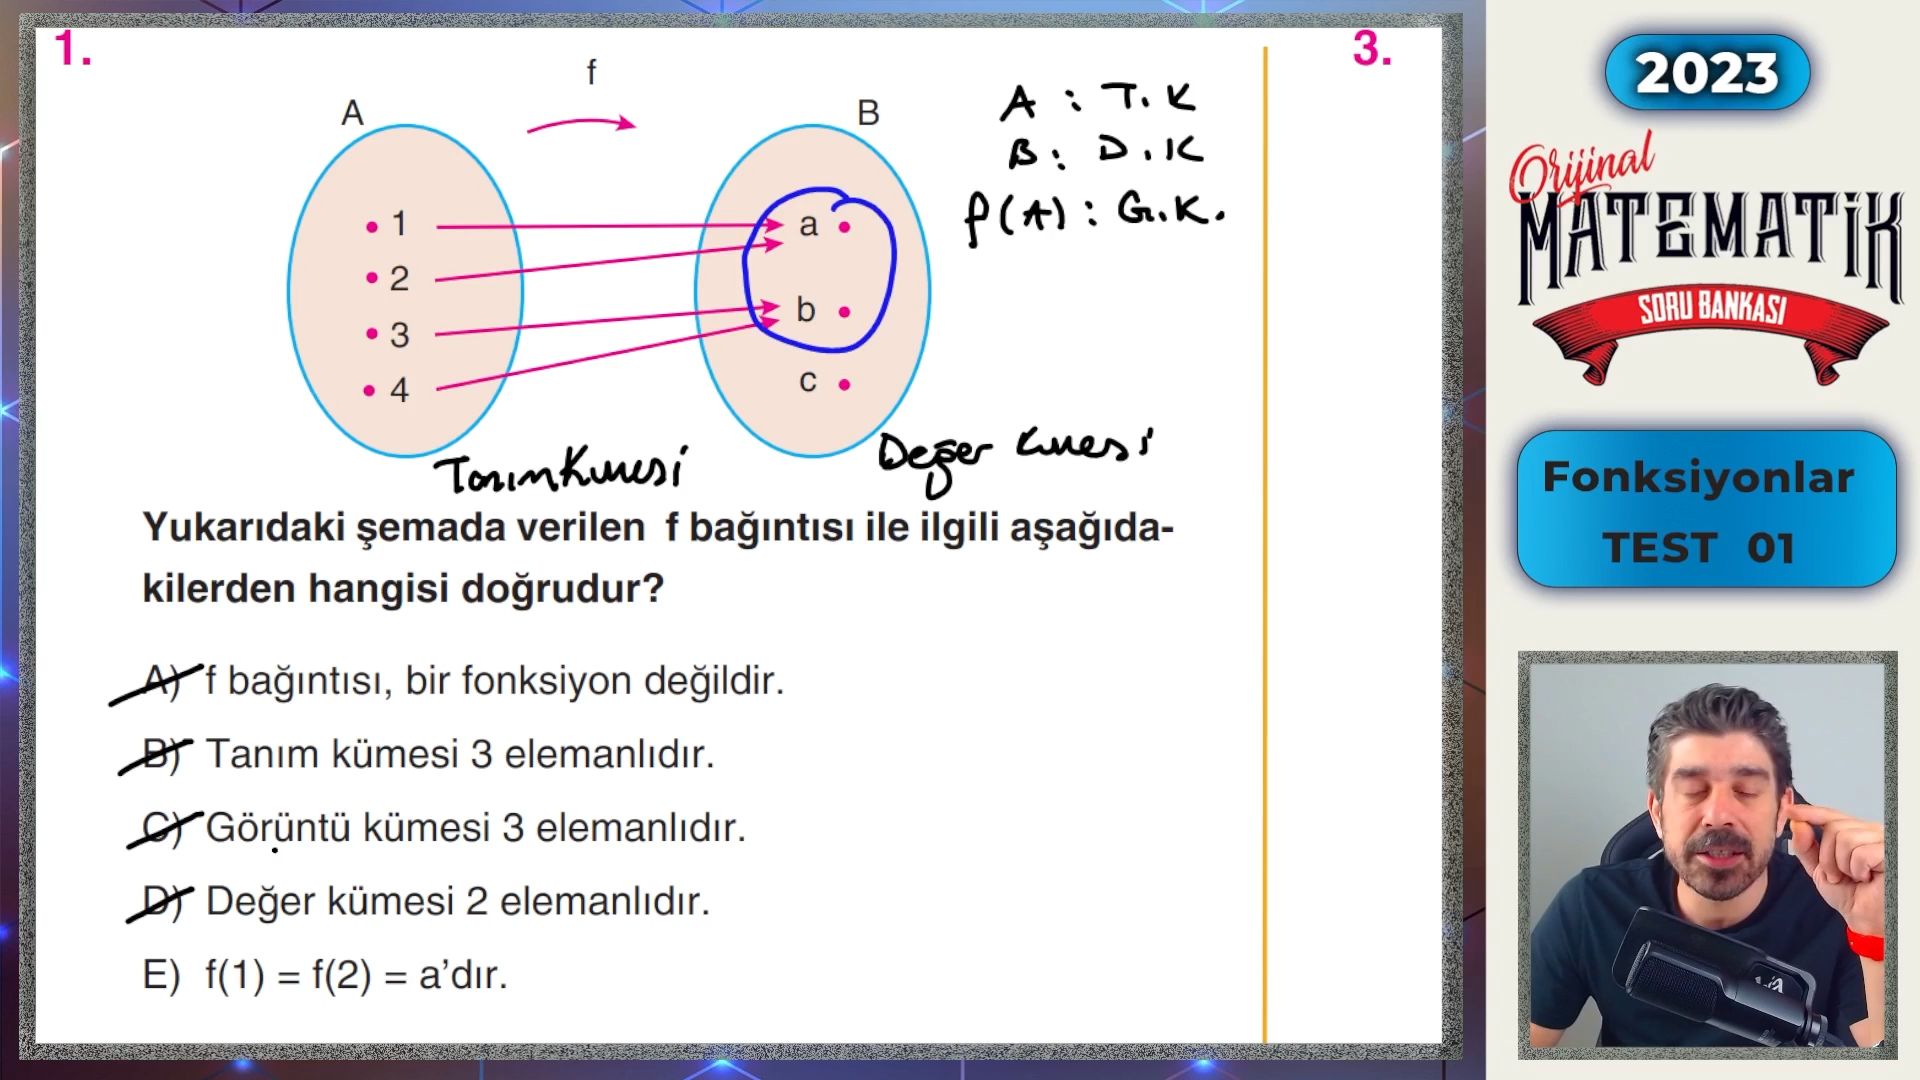 1.
f
A
B
1
2
3
4
a
b
c
A : T.K
B : D.K
f(A) : G.K.
Tanım Kümesi
Değer Kümesi
Yukarıdaki şemada verilen f bağıntısı ile ilgili aşağıda-
kilerden hangisi doğrudur?
A) f bağıntısı, bir fonksiyon değildir.
B) Tanım kümesi 3 elemanlıdır.
C) Görüntü kümesi 3 elemanlıdır.
D) Değer kümesi 2 elemanlıdır.
E) f(1) = f(2) = a’dır.
3.
2023
Orijinal
MATEMATİK
SORU BANKASI
Fonksiyonlar
TEST 01